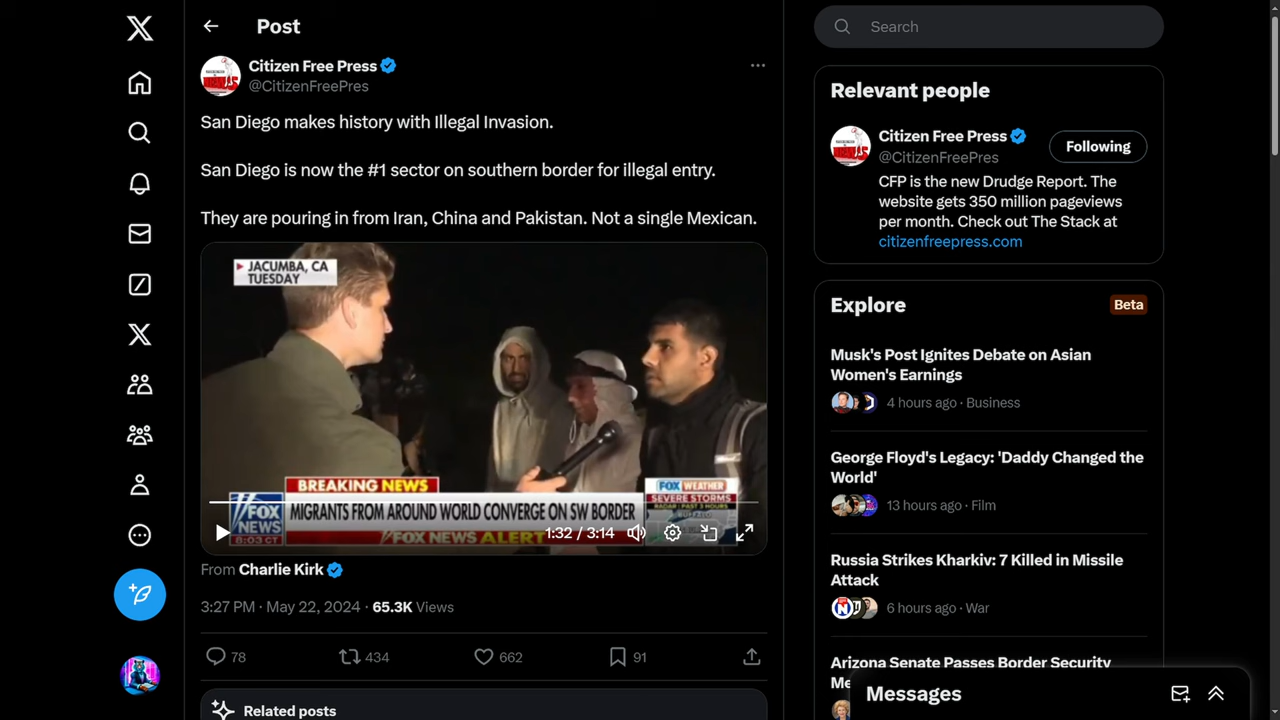 Post
Citizen Free Press
@CitizenFreePres
San Diego makes history with Illegal Invasion.
San Diego is now the #1 sector on southern border for illegal entry.
They are pouring in from Iran, China and Pakistan. Not a single Mexican.
JACUMBA, CA
TUESDAY
BREAKING NEWS
MIGRANTS FROM AROUND WORLD CONVERGE ON SW BORDER
FOX NEWS ALERT
FOX
NEWS
8:03 CT
FOX WEATHER
SEVERE STORMS
RADAR: PAST 3 HOURS
1:32 / 3:14
From Charlie Kirk
3:27 PM · May 22, 2024 · 65.3K Views
78
434
662
91
Related posts
Search
Relevant people
Citizen Free Press
@CitizenFreePres
Following
CFP is the new Drudge Report. The
website gets 350 million pageviews
per month. Check out The Stack at
citizenfreepress.com
Explore
Beta
Musk's Post Ignites Debate on Asian
Women's Earnings
4 hours ago · Business
George Floyd's Legacy: 'Daddy Changed the
World'
13 hours ago · Film
Russia Strikes Kharkiv: 7 Killed in Missile
Attack
6 hours ago · War
Arizona Senate Passes Border Security
Messages